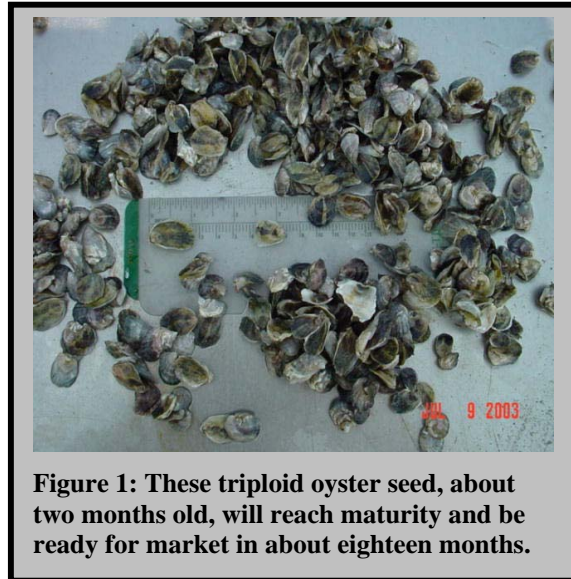 JUL 9 2003
Figure 1: These triploid oyster seed, about
two months old, will reach maturity and be
ready for market in about eighteen months.